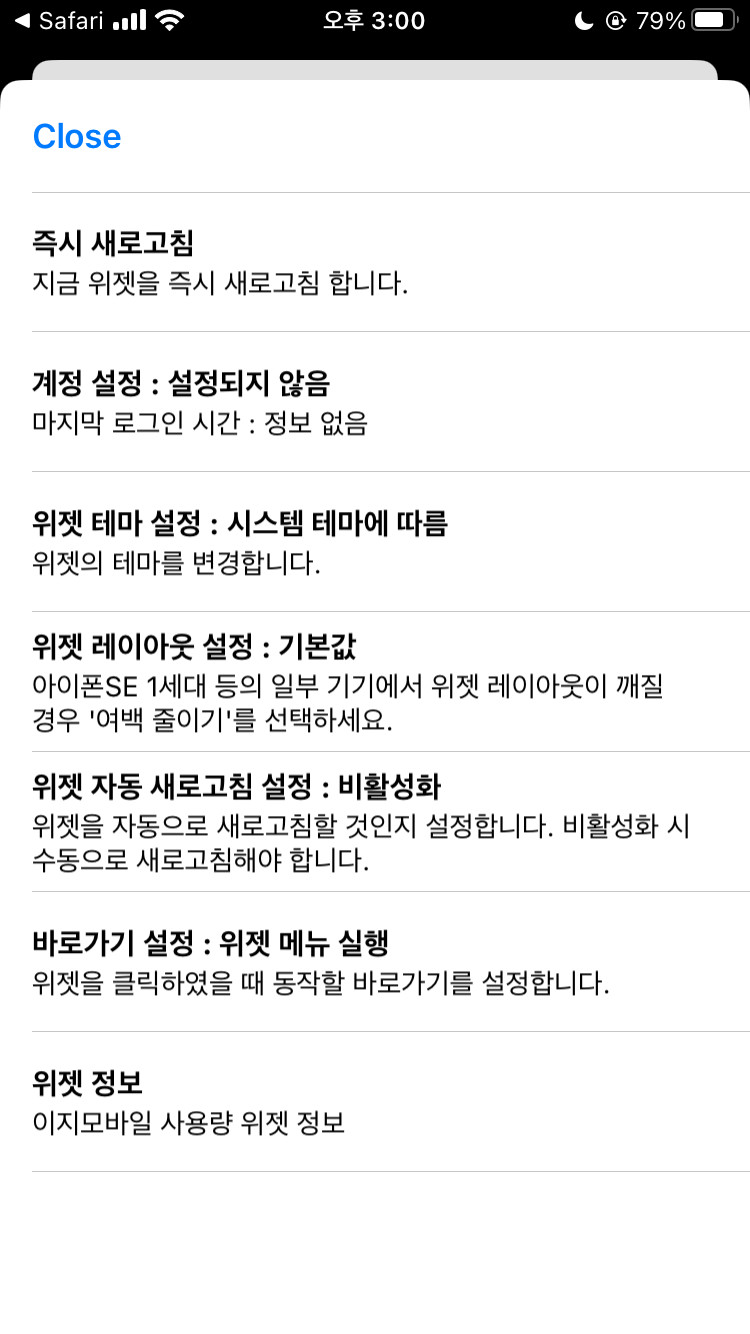 Safari 오후 3:00 79%
Close
즉시 새로고침
지금 위젯을 즉시 새로고침 합니다.
계정 설정 : 설정되지 않음
마지막 로그인 시간 : 정보 없음
위젯 테마 설정 : 시스템 테마에 따름
위젯의 테마를 변경합니다.
위젯 레이아웃 설정 : 기본값
아이폰SE 1세대 등의 일부 기기에서 위젯 레이아웃이 깨질
경우 '여백 줄이기'를 선택하세요.
위젯 자동 새로고침 설정 : 비활성화
위젯을 자동으로 새로고침할 것인지 설정합니다. 비활성화 시
수동으로 새로고침해야 합니다.
바로가기 설정 : 위젯 메뉴 실행
위젯을 클릭하였을 때 동작할 바로가기를 설정합니다.
위젯 정보
이지모바일 사용량 위젯 정보